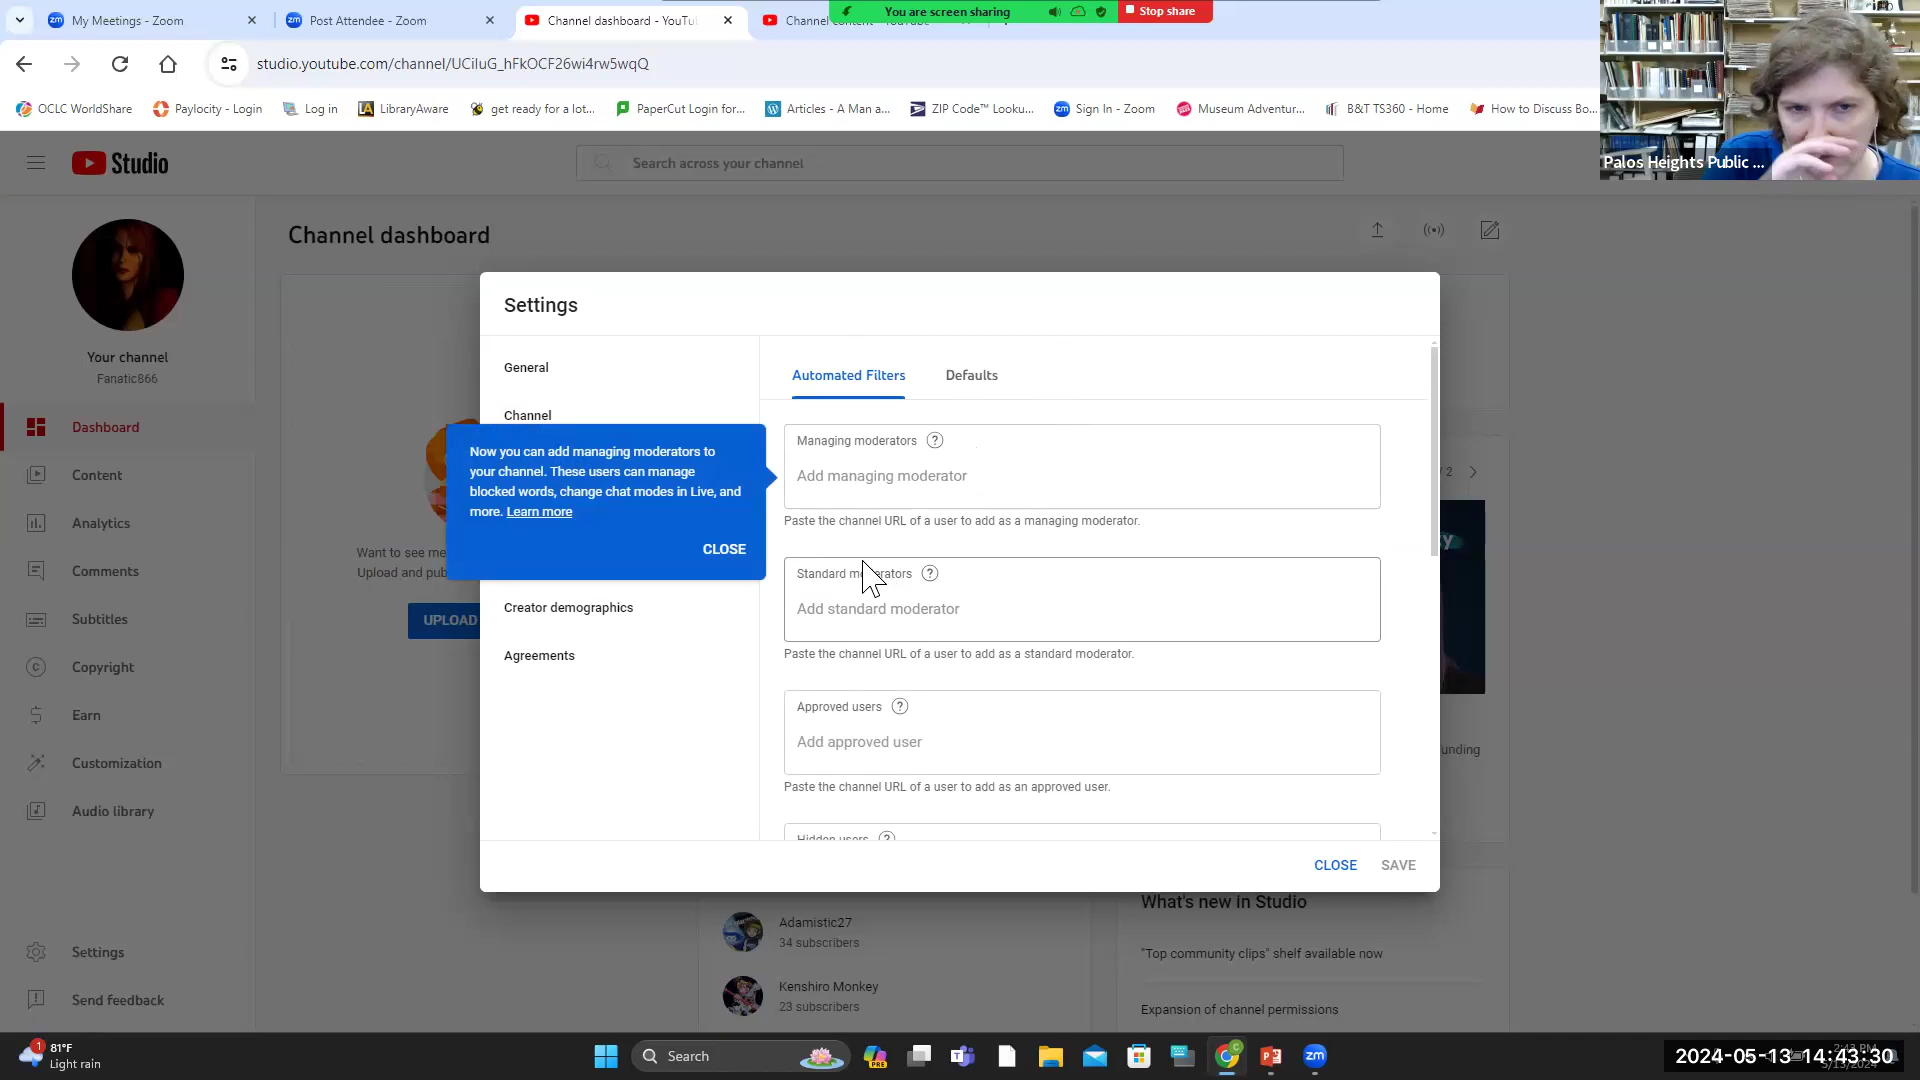 My Meetings - Zoom
Post Attendee - Zoom
Channel dashboard - YouTu
You are screen sharing
Stop share
studio.youtube.com/channel/UCiluG_hFkOCF26wi4rw5wqQ
OCLC WorldShare
Paylocity - Login
Log in
LibraryAware
get ready for a lot...
PaperCut Login for...
Articles - A Man a...
ZIP Code™ Looku...
Sign In - Zoom
Museum Adventur...
B&T TS360 - Home
How to Discuss Bo...
Palos Heights Public ...
Studio
Search across your channel
Channel dashboard
Your channel
Fanatic866
Dashboard
Content
Analytics
Comments
Subtitles
Copyright
Earn
Customization
Audio library
Settings
Send feedback
Want to see me
Upload and pub
UPLOAD
Settings
General
Channel
Now you can add managing moderators to
your channel. These users can manage
blocked words, change chat modes in Live, and
more. Learn more
CLOSE
Creator demographics
Agreements
Automated Filters
Defaults
Managing moderators
Add managing moderator
Paste the channel URL of a user to add as a managing moderator.
Standard moderators
Add standard moderator
Paste the channel URL of a user to add as a standard moderator.
Approved users
Add approved user
Paste the channel URL of a user to add as an approved user.
Hidden users
CLOSE
SAVE
/ 2
unding
Adamistic27
34 subscribers
Kenshiro Monkey
23 subscribers
What's new in Studio
"Top community clips" shelf available now
Expansion of channel permissions
1
81°F
Light rain
Search
2024-05-13 14:43:30